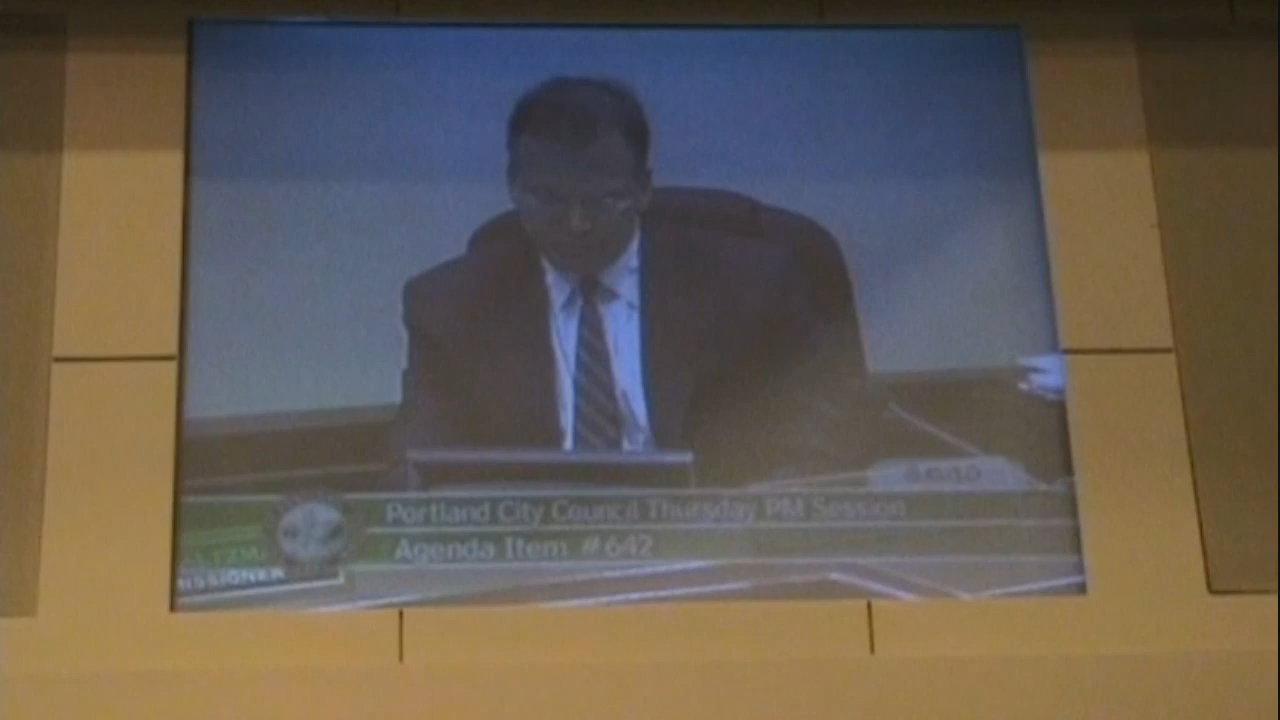 Portland City Council Thursday PM Session
Agenda Item #642